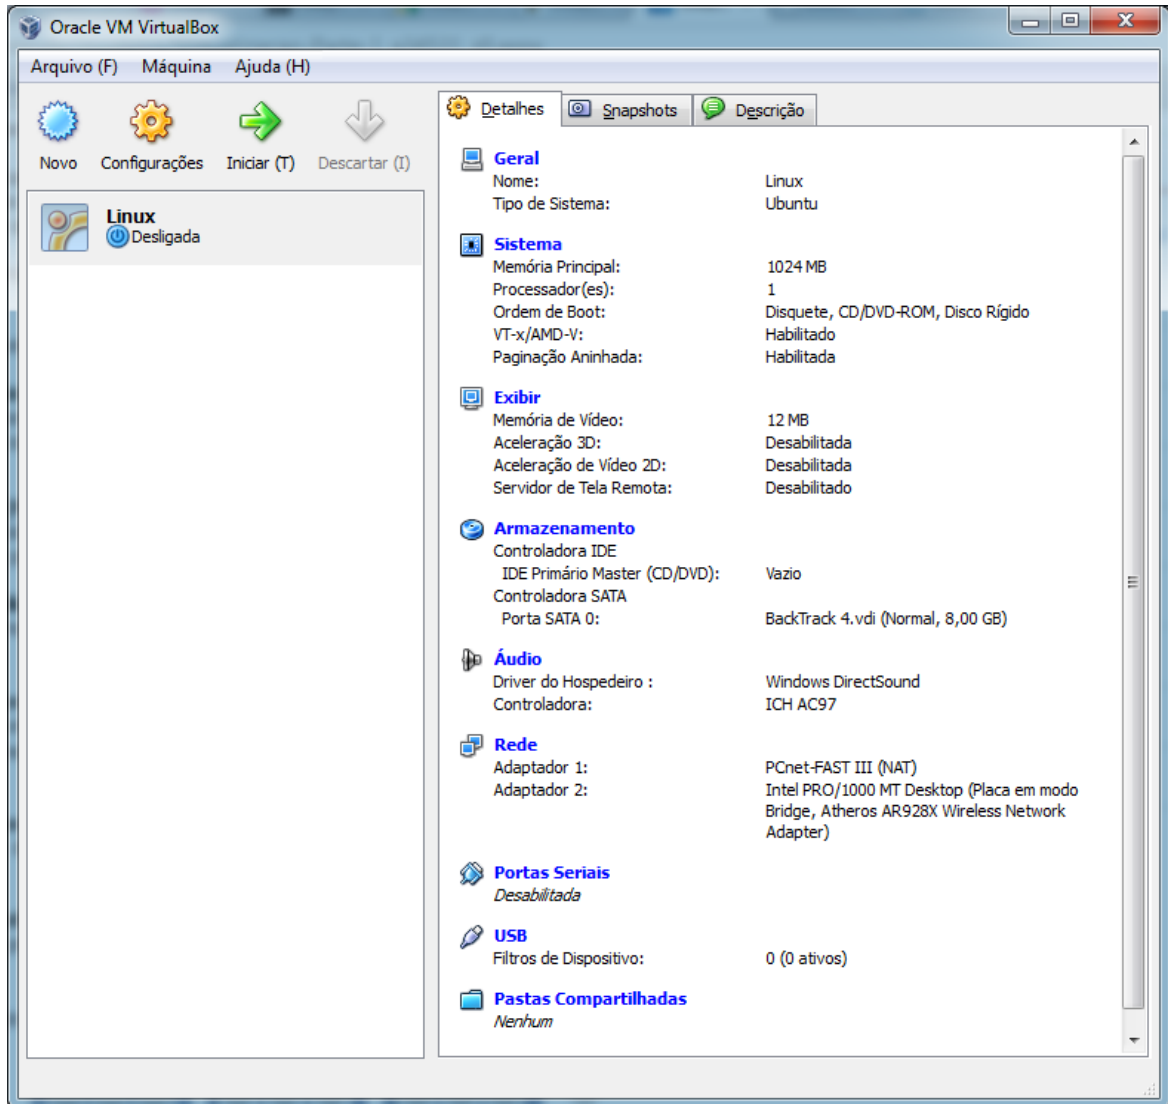 Oracle VM VirtualBox
Arquivo (F) Máquina Ajuda (H)
Novo Configurações Iniciar (T) Descartar (I)
Linux
Desligada
Detalhes Snapshots Descrição
Geral
Nome: Linux
Tipo de Sistema: Ubuntu
Sistema
Memória Principal: 1024 MB
Processador(es): 1
Ordem de Boot: Disquete, CD/DVD-ROM, Disco Rígido
VT-x/AMD-V: Habilitado
Paginação Aninhada: Habilitada
Exibir
Memória de Vídeo: 12 MB
Aceleração 3D: Desabilitada
Aceleração de Vídeo 2D: Desabilitada
Servidor de Tela Remota: Desabilitado
Armazenamento
Controladora IDE
IDE Primário Master (CD/DVD): Vazio
Controladora SATA
Porta SATA 0: BackTrack 4.vdi (Normal, 8,00 GB)
Áudio
Driver do Hospedeiro : Windows DirectSound
Controladora: ICH AC97
Rede
Adaptador 1: PCnet-FAST III (NAT)
Adaptador 2: Intel PRO/1000 MT Desktop (Placa em modo
Bridge, Atheros AR928X Wireless Network
Adapter)
Portas Seriais
Desabilitada
USB
Filtros de Dispositivo: 0 (0 ativos)
Pastas Compartilhadas
Nenhum